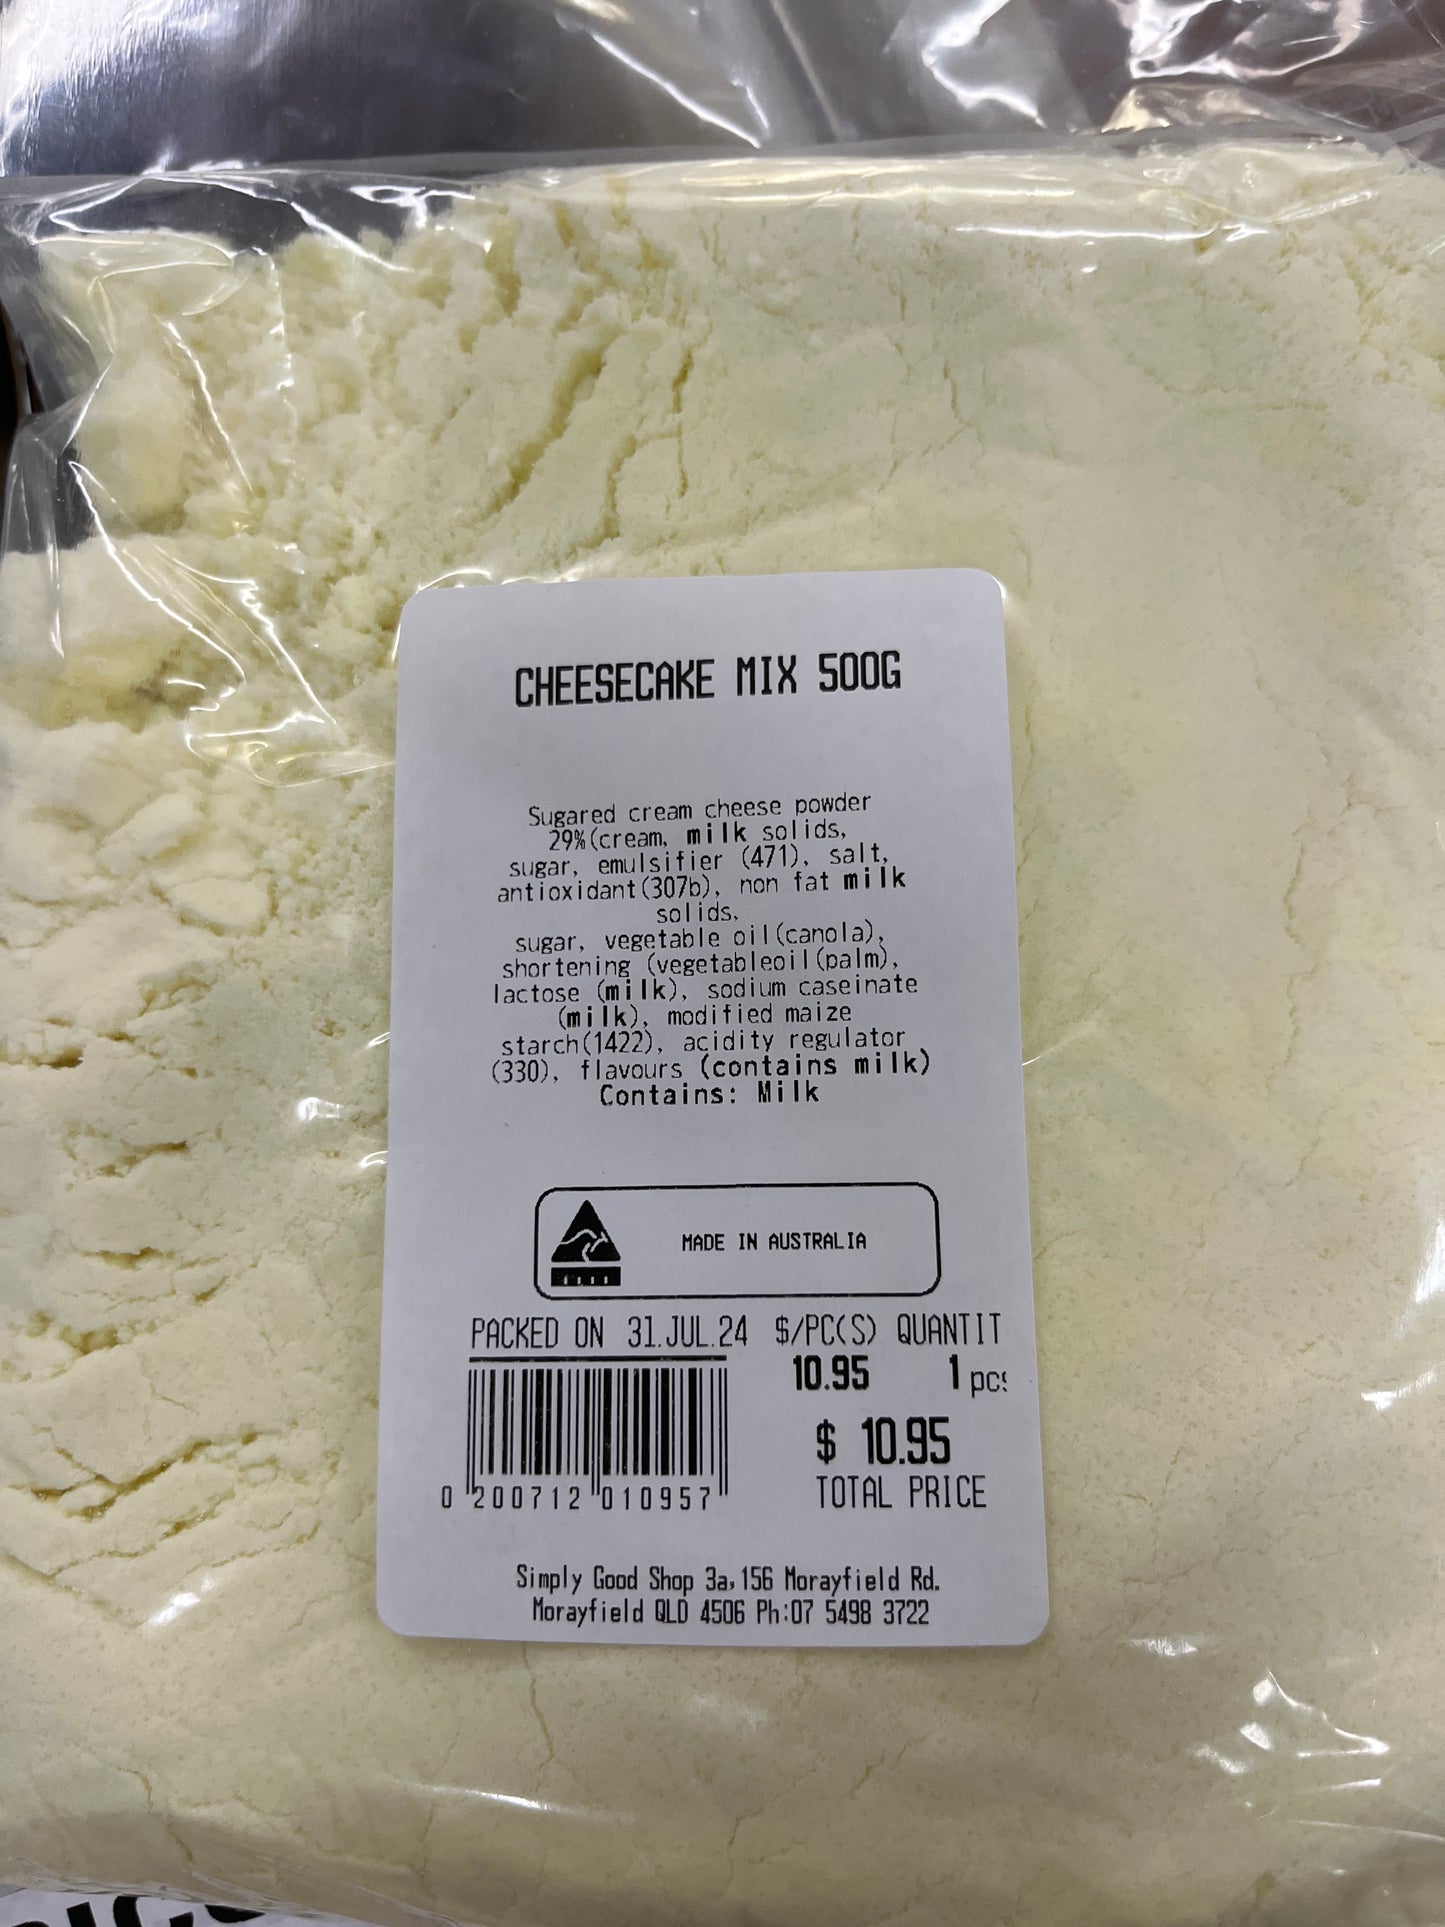 CHEESECAKE MIX 500G
Sugared cream cheese powder
29%(cream, milk solids,
sugar, emulsifier (471), salt,
antioxidant(307b), non fat milk
solids,
sugar, vegetable oil(canola),
shortening (vegetableoil(palm),
lactose (milk), sodium caseinate
(milk), modified maize
starch(1422), acidity regulator
(330), flavours (contains milk)
Contains: Milk
MADE IN AUSTRALIA
PACKED ON 31.JUL.24 $/PC(S) QUANTIT
10.95 1 pcs
$ 10.95
TOTAL PRICE
0 200712 010957
Simply Good Shop 3a,156 Morayfield Rd.
Morayfield QLD 4506 Ph:07 5498 3722